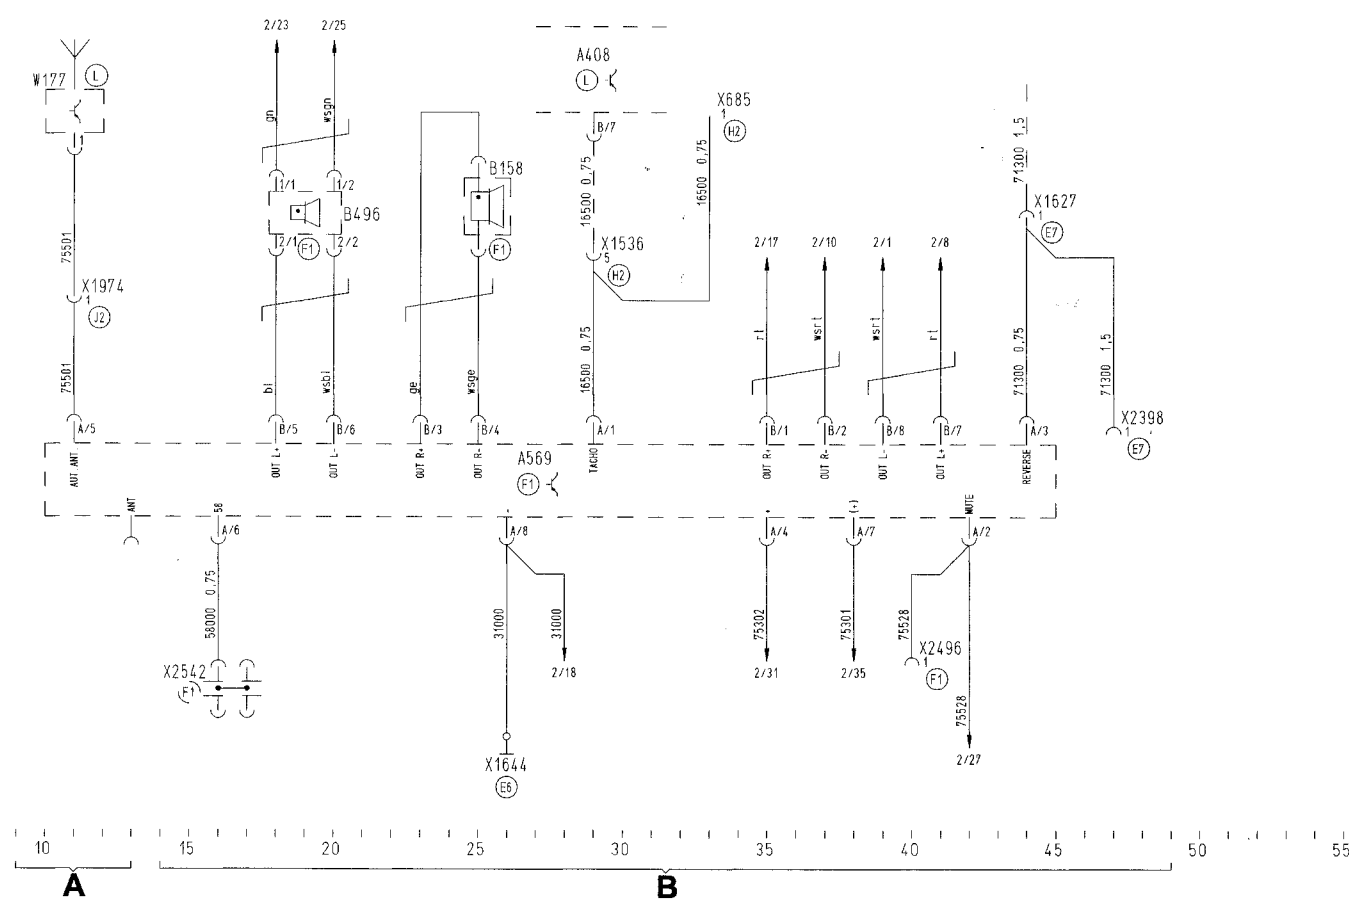 2/23
2/25
A408
L
W177
L
X685
1
H2
gn
wsgn
B/7
1
71300 1,5
1/1
1/2
B158
16500 0,75
16500 0,75
B496
X1627
1
E7
2/1
F1
2/2
F1
X1536
5
H2
2/17
2/10
2/1
2/8
75501
X1974
1
J2
rt
wsrt
wsrt
rt
75501
bl
wsbl
ge
wsge
16500 0,75
71300 0,75
71300 1,5
A/5
B/5
B/6
B/3
B/4
A/1
B/1
B/2
B/8
B/7
A/3
X2398
1
E7
AUT.ANT.
OUT L+
OUT L-
OUT R+
OUT R-
A569
F1
TACHO
OUT R+
OUT R-
OUT L-
OUT L+
REVERSE
ANT
58
-
+
(+)
MUTE
A/6
A/8
A/4
A/7
A/2
58000 0,75
31000
31000
75302
75301
75528
X2542
F1
2/18
2/31
2/35
X2496
1
F1
75528
X1644
E6
2/27
10 15 20 25 30 35 40 45 50 55
A B